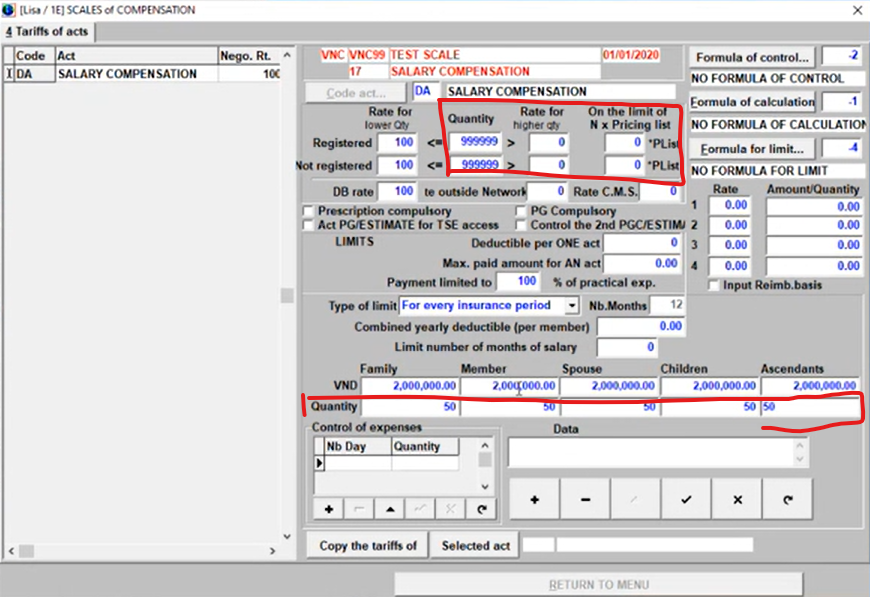 [Lisa / 1E] SCALES of COMPENSATION
4 Tariffs of acts
Code Act Nego. Rt.
DA SALARY COMPENSATION 100
VNC VNC99 TEST SCALE 01/01/2020
17 SALARY COMPENSATION
Code act... DA SALARY COMPENSATION
Rate for lower Qty Quantity Rate for higher qty On the limit of N x Pricing list
Registered 100 <= 999999 > 0 0 *PList
Not registered 100 <= 999999 > 0 0 *PList
DB rate 100 te outside Network 0 Rate C.M.S. 0
Prescription compulsory PG Compulsory
Act PG/ESTIMATE for TSE access Control the 2nd PGC/ESTIMA
LIMITS Deductible per ONE act 0
Max. paid amount for AN act 0.00
Payment limited to 100 % of practical exp.
Type of limit For every insurance period Nb.Months 12
Combined yearly deductible (per member) 0.00
Limit number of months of salary 0
Family Member Spouse Children Ascendants
VND 2,000,000.00 2,000,000.00 2,000,000.00 2,000,000.00 2,000,000.00
Quantity 50 50 50 50 50
Control of expenses Data
Nb Day Quantity
Copy the tariffs of Selected act
Formula of control... -2
NO FORMULA OF CONTROL
Formula of calculation -1
NO FORMULA OF CALCULATION
Formula for limit... -4
NO FORMULA FOR LIMIT
Rate Amount/Quantity
1 0.00 0.00
2 0.00 0.00
3 0.00 0.00
4 0.00 0.00
Input Reimb.basis
RETURN TO MENU